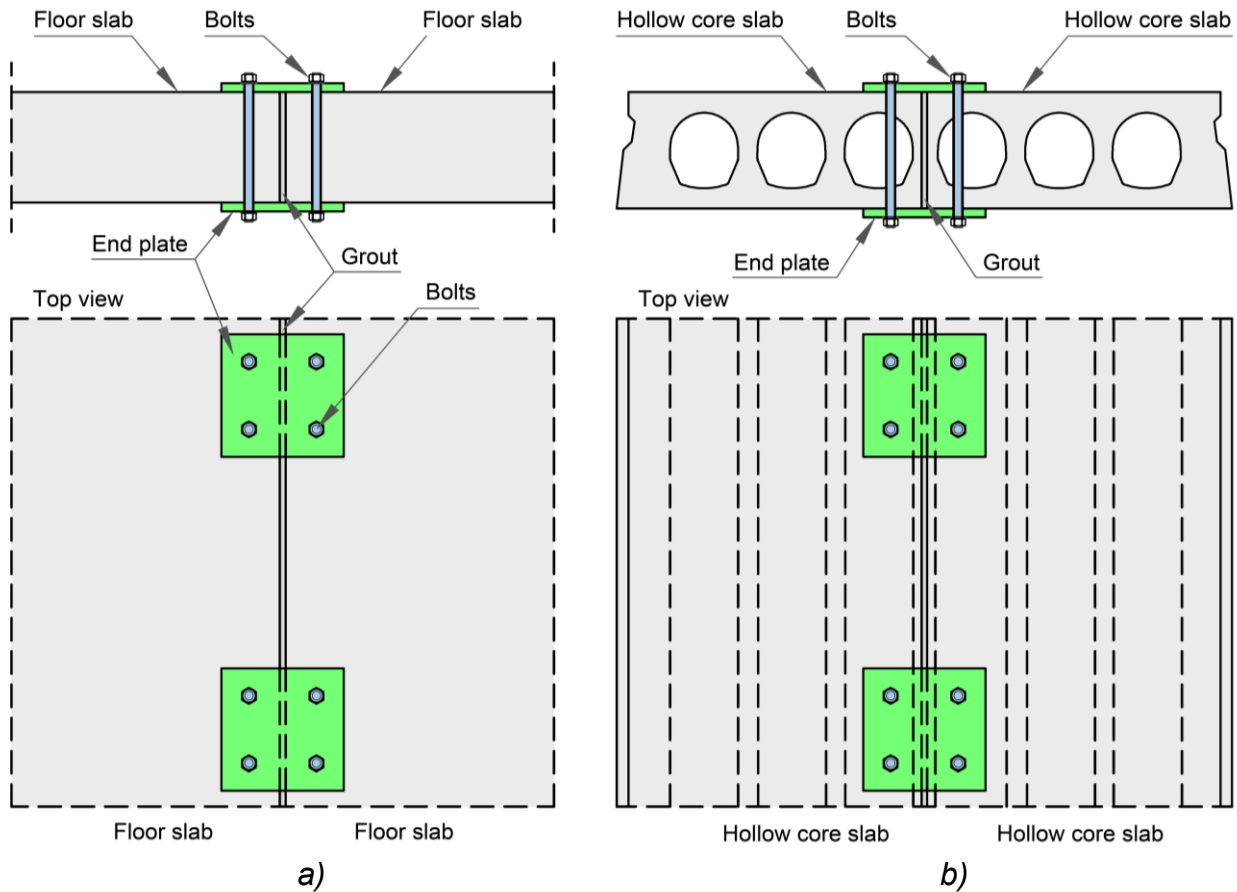 Floor slab
Bolts
Floor slab
End plate
Grout
Top view
Bolts
Floor slab
Floor slab
a)
Hollow core slab
Bolts
Hollow core slab
End plate
Grout
Top view
Hollow core slab
Hollow core slab
b)